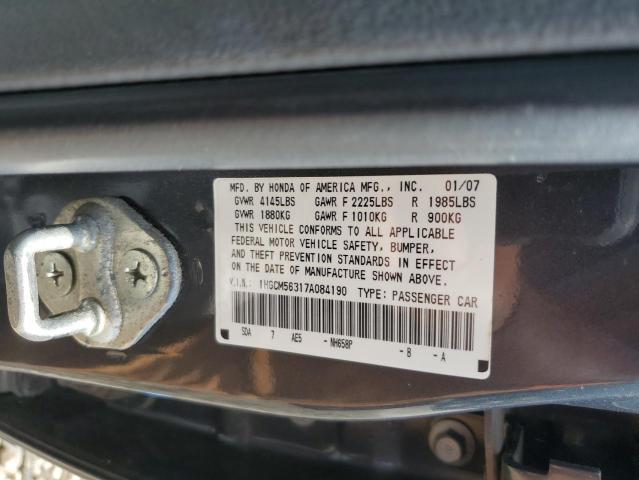 MFD. BY HONDA OF AMERICA MFG., INC. 01/07
GVWR 4145LBS GAWR F 2225LBS R 1985LBS
GVWR 1880KG GAWR F 1010KG R 900KG
THIS VEHICLE CONFORMS TO ALL APPLICABLE
FEDERAL MOTOR VEHICLE SAFETY, BUMPER,
AND THEFT PREVENTION STANDARDS IN EFFECT
ON THE DATE OF MANUFACTURE SHOWN ABOVE.
V.I.N.: 1HGCM56317A084190 TYPE: PASSENGER CAR
SDA 7 AE5 - NH658P - B - A